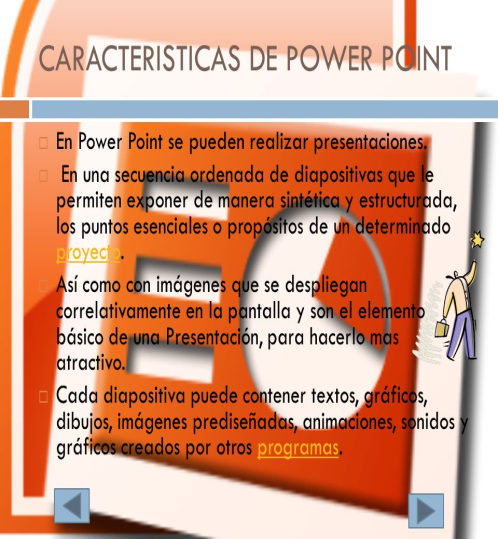 CARACTERISTICAS DE POWER POINT
En Power Point se pueden realizar presentaciones.
En una secuencia ordenada de diapositivas que le
permiten exponer de manera sintética y estructurada,
los puntos esenciales o propósitos de un determinado
proyecto.
Así como con imágenes que se despliegan
correlativamente en la pantalla y son el elemento
básico de una Presentación, para hacerlo mas
atractivo.
Cada diapositiva puede contener textos, gráficos,
dibujos, imágenes prediseñadas, animaciones, sonidos y
gráficos creados por otros programas.